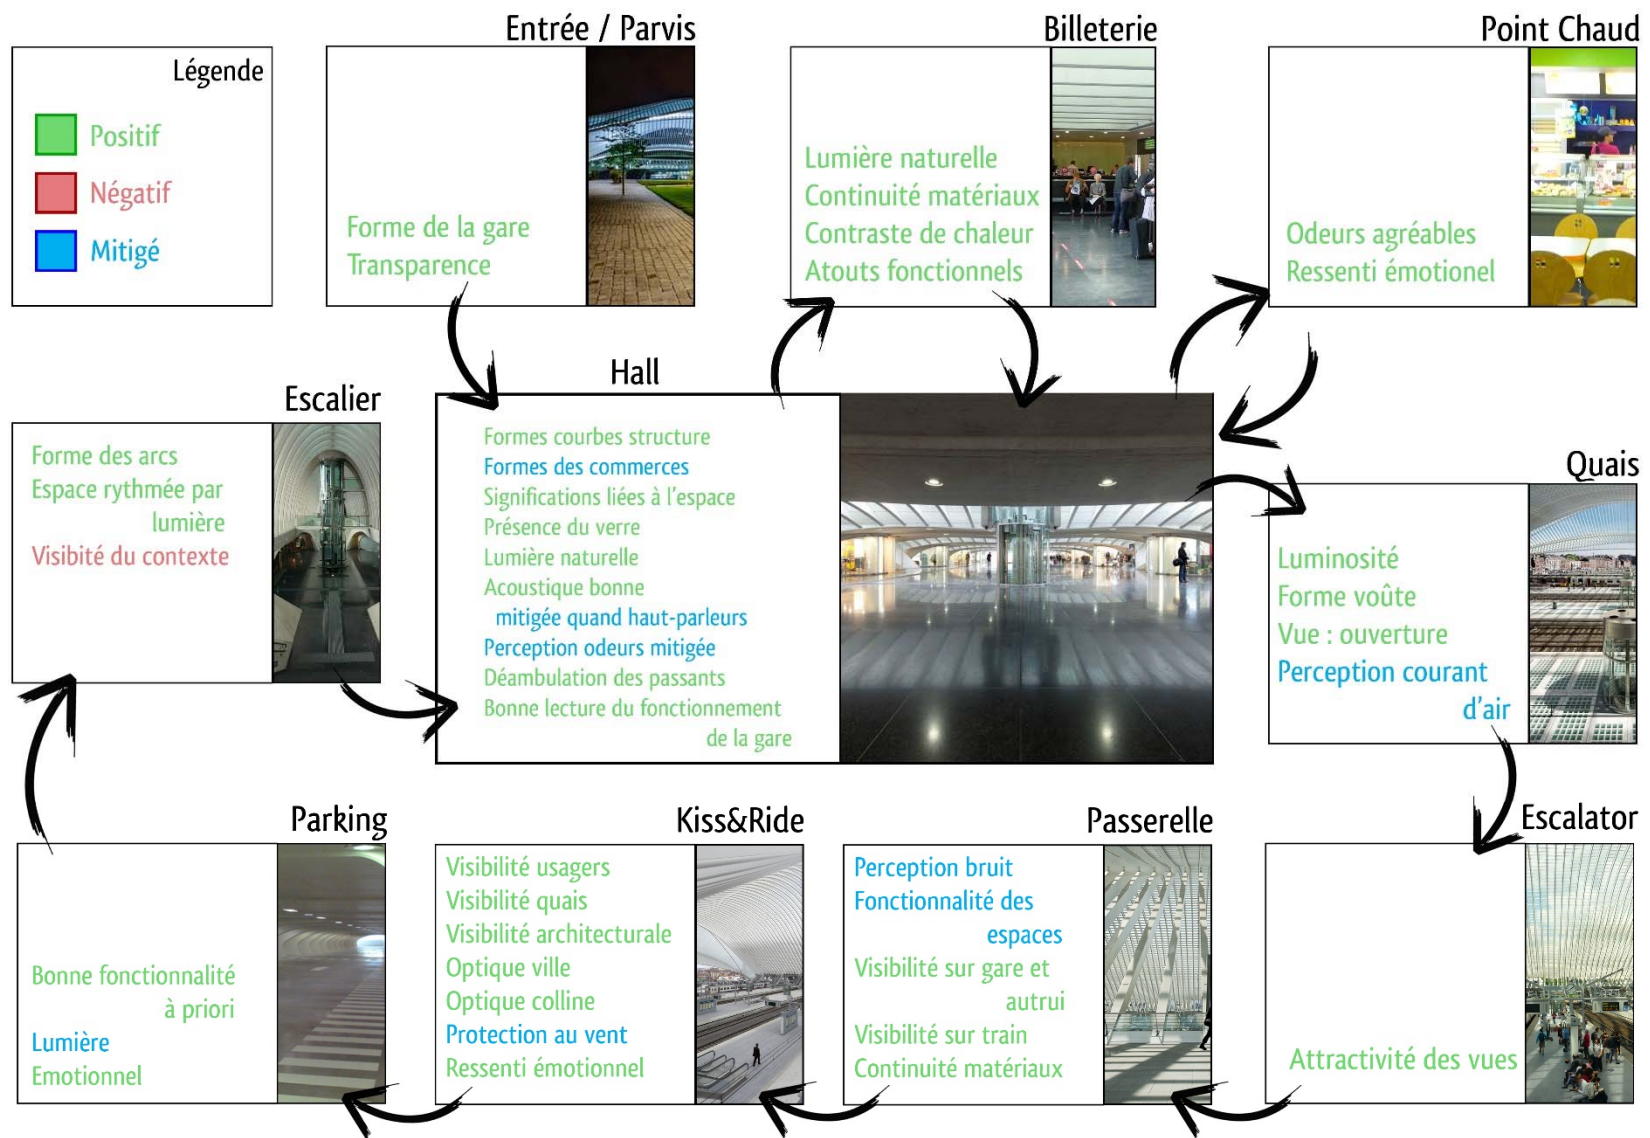 Légende
Positif
Négatif
Mitigé
Entrée / Parvis
Forme de la gare
Transparence
Billeterie
Lumière naturelle
Continuité matériaux
Contraste de chaleur
Atouts fonctionnels
Point Chaud
Odeurs agréables
Ressenti émotionel
Escalier
Forme des arcs
Espace rythmée par
lumière
Visibité du contexte
Hall
Formes courbes structure
Formes des commerces
Significations liées à l'espace
Présence du verre
Lumière naturelle
Acoustique bonne
mitigée quand haut-parleurs
Perception odeurs mitigée
Déambulation des passants
Bonne lecture du fonctionnement
de la gare
Quais
Luminosité
Forme voûte
Vue : ouverture
Perception courant
d'air
Parking
Bonne fonctionnalité
à priori
Lumière
Emotionnel
Kiss&Ride
Visibilité usagers
Visibilité quais
Visibilité architecturale
Optique ville
Optique colline
Protection au vent
Ressenti émotionnel
Passerelle
Perception bruit
Fonctionnalité des
espaces
Visibilité sur gare et
autrui
Visibilité sur train
Continuité matériaux
Escalator
Attractivité des vues